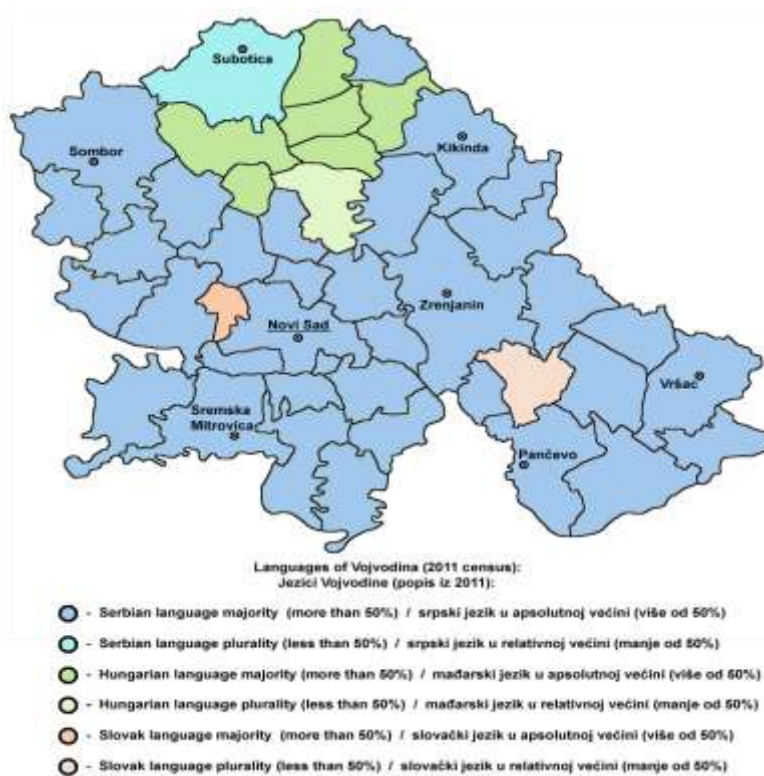 Subotica
Sombor
Kikinda
Zrenjanin
Novi Sad
Vršac
Sremska
Mitrovica
Pančevo
Languages of Vojvodina (2011 census):
Jezici Vojvodine (popis iz 2011):
- Serbian language majority (more than 50%) / srpski jezik u apsolutnoj većini (više od 50%)
- Serbian language plurality (less than 50%) / srpski jezik u relativnoj većini (manje od 50%)
- Hungarian language majority (more than 50%) / mađarski jezik u apsolutnoj većini (više od 50%)
- Hungarian language plurality (less than 50%) / mađarski jezik u relativnoj većini (manje od 50%)
- Slovak language majority (more than 50%) / slovački jezik u apsolutnoj većini (više od 50%)
- Slovak language plurality (less than 50%) / slovački jezik u relativnoj većini (manje od 50%)